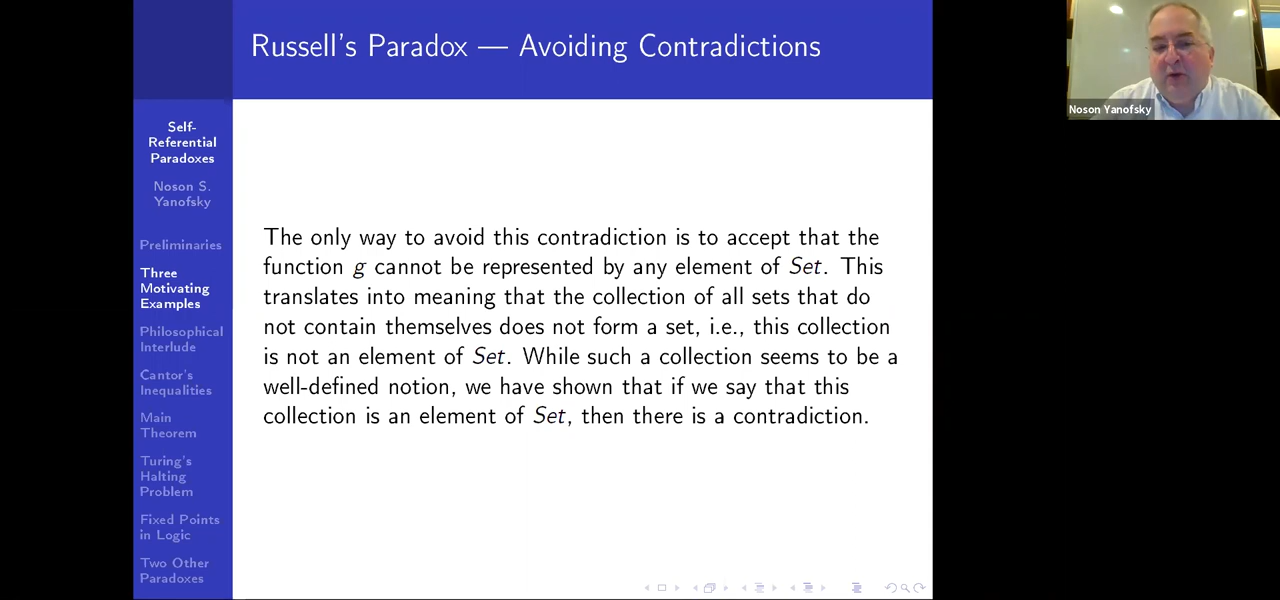 Russell's Paradox — Avoiding Contradictions
Noson Yanofsky
Self-
Referential
Paradoxes
Noson S.
Yanofsky
Preliminaries
Three
Motivating
Examples
Philosophical
Interlude
Cantor's
Inequalities
Main
Theorem
Turing's
Halting
Problem
Fixed Points
in Logic
Two Other
Paradoxes
The only way to avoid this contradiction is to accept that the
function g cannot be represented by any element of Set. This
translates into meaning that the collection of all sets that do
not contain themselves does not form a set, i.e., this collection
is not an element of Set. While such a collection seems to be a
well-defined notion, we have shown that if we say that this
collection is an element of Set, then there is a contradiction.